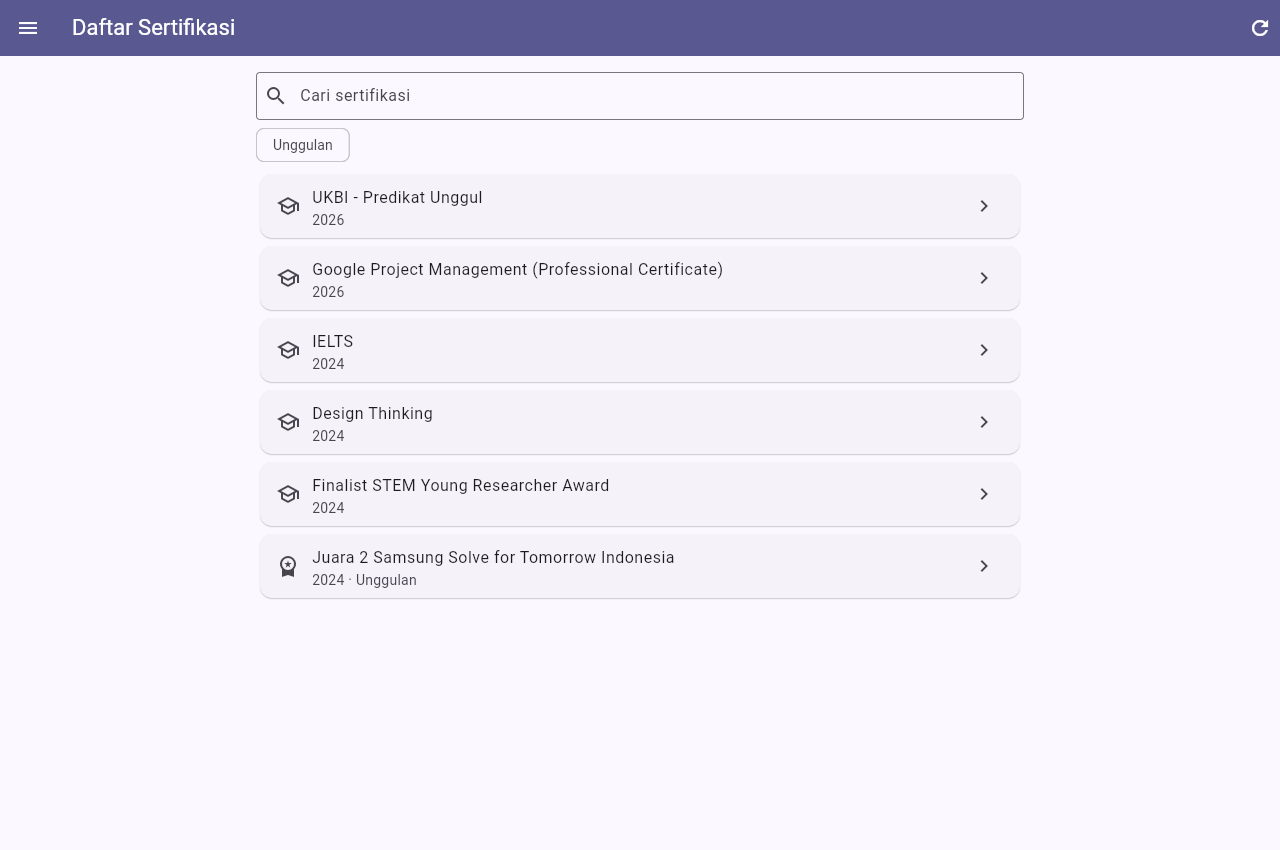 Daftar Sertifikasi
Cari sertifikasi
Unggulan
UKBI - Predikat Unggul
2026
Google Project Management (Professional Certificate)
2026
IELTS
2024
Design Thinking
2024
Finalist STEM Young Researcher Award
2024
Juara 2 Samsung Solve for Tomorrow Indonesia
2024 · Unggulan